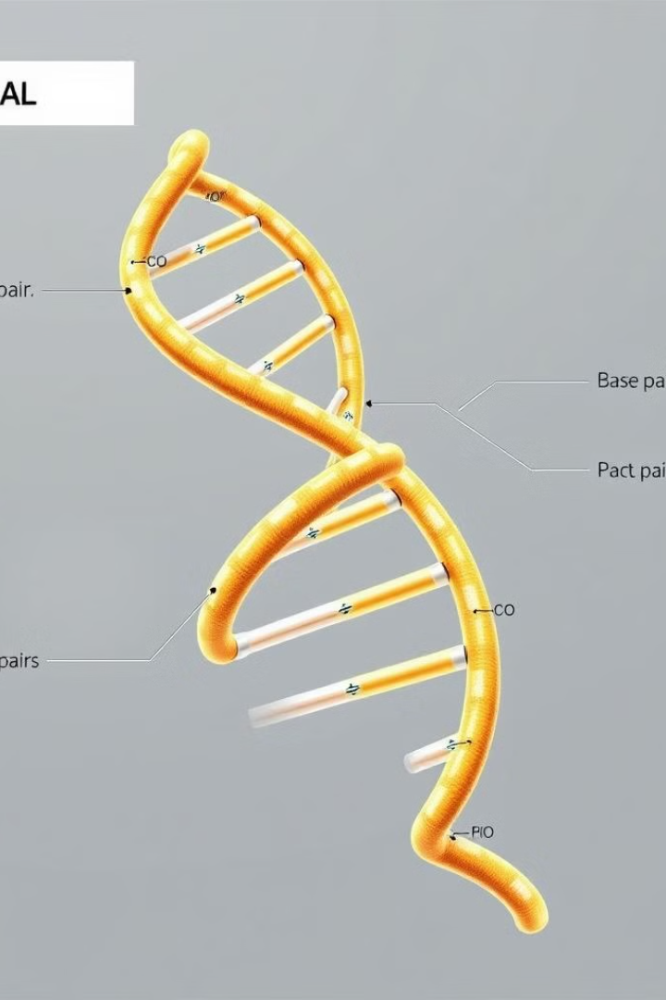 AL
CO
pair.
Base pa
Pact pai
CO
pairs
PIO